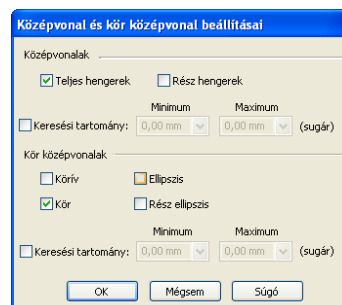 Középvonal és kör középvonal beállításai
Középvonalak
Teljes hengerek Rész hengerek
Minimum Maximum
Keresési tartomány: 0,00 mm 0,00 mm (sugár)
Kör középvonalak
Körív Ellipszis
Kör Rész ellipszis
Minimum Maximum
Keresési tartomány: 0,00 mm 0,00 mm (sugár)
OK Mégsem Súgó